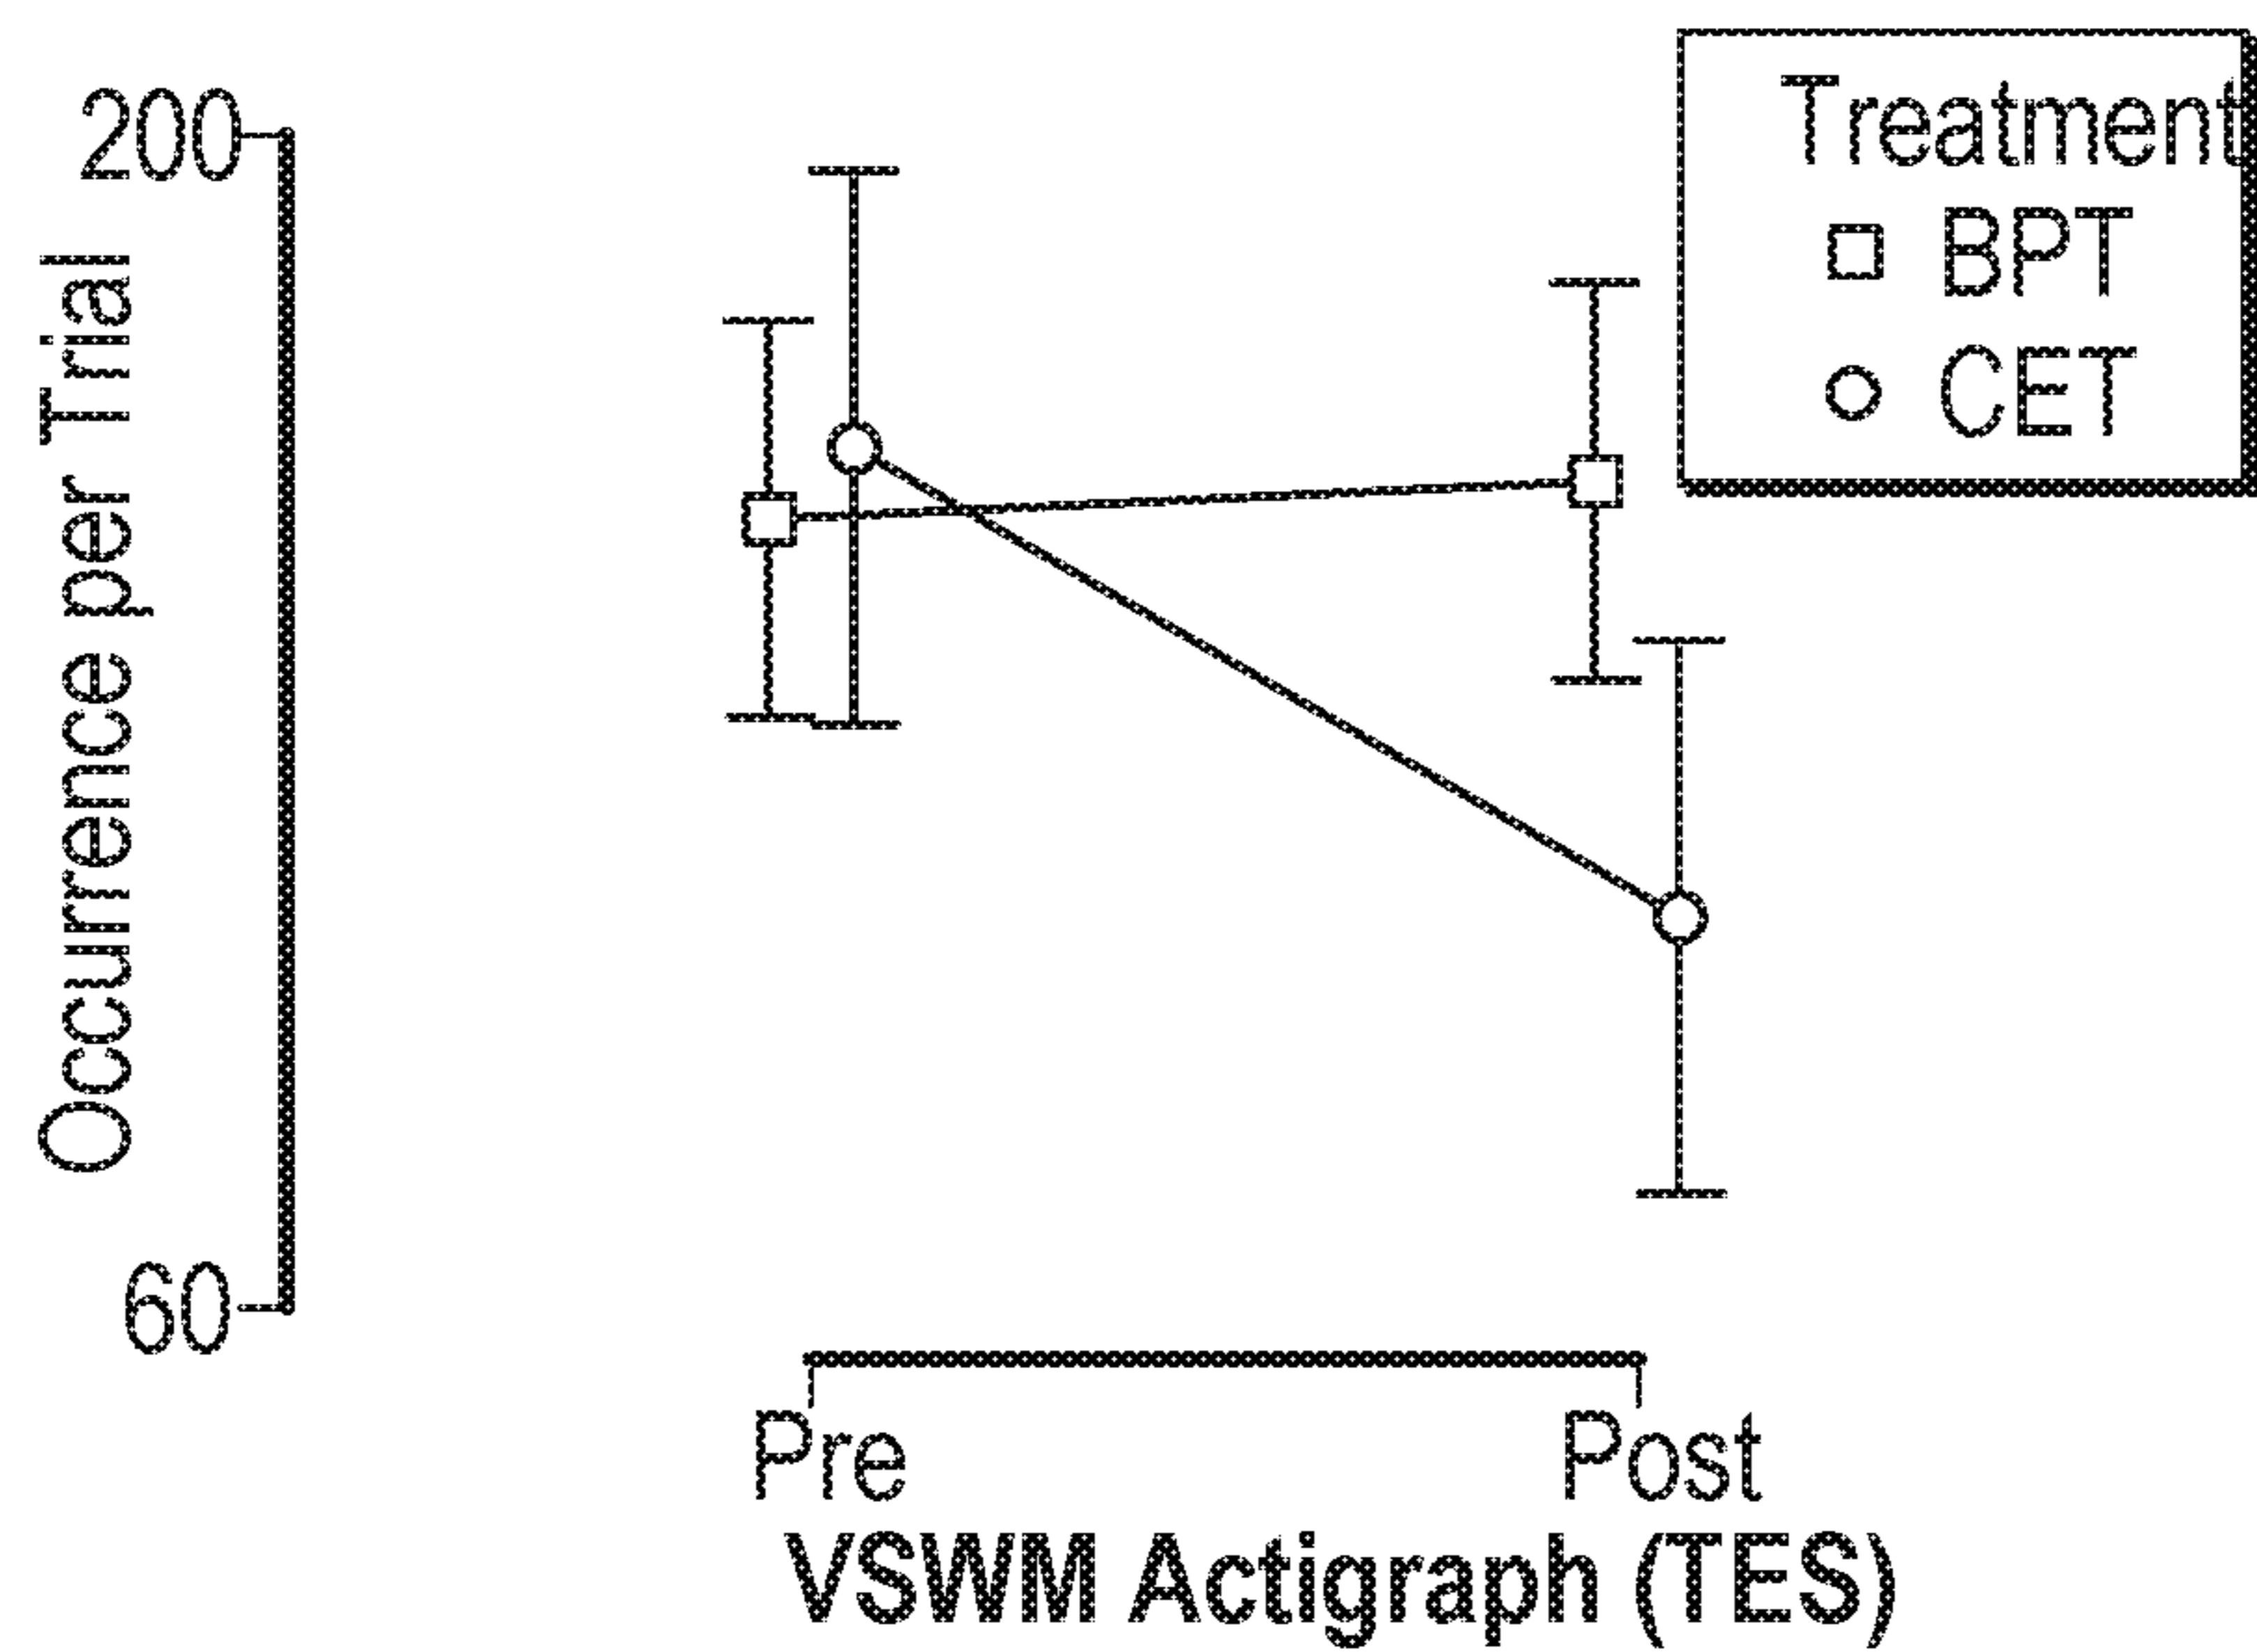 200
Occurrence per Trial
60
Treatment
BPT
CET
Pre
Post
VSWM Actigraph (TES)